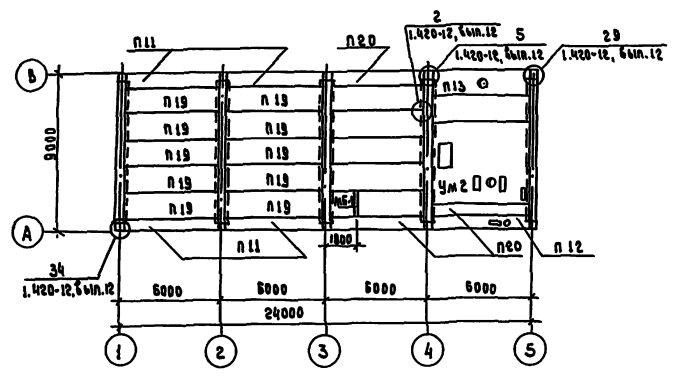 2
1.420-12, вып.12
5
1.420-12, вып.12
29
1.420-12, вып.12
П11
П20
В
П13
П19 П19
П19 П19
9000
П19 П19
П19 П19
Ум2
П19 П19
А
1800
П11
П20
П12
34
1.420-12, вып.12
6000 6000 6000 6000
24000
1 2 3 4 5